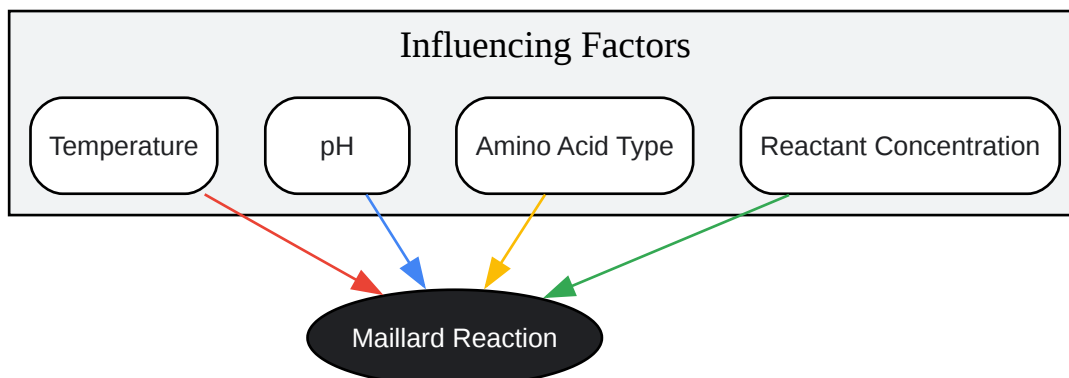 Influencing Factors
Temperature
pH
Amino Acid Type
Reactant Concentration
Maillard Reaction